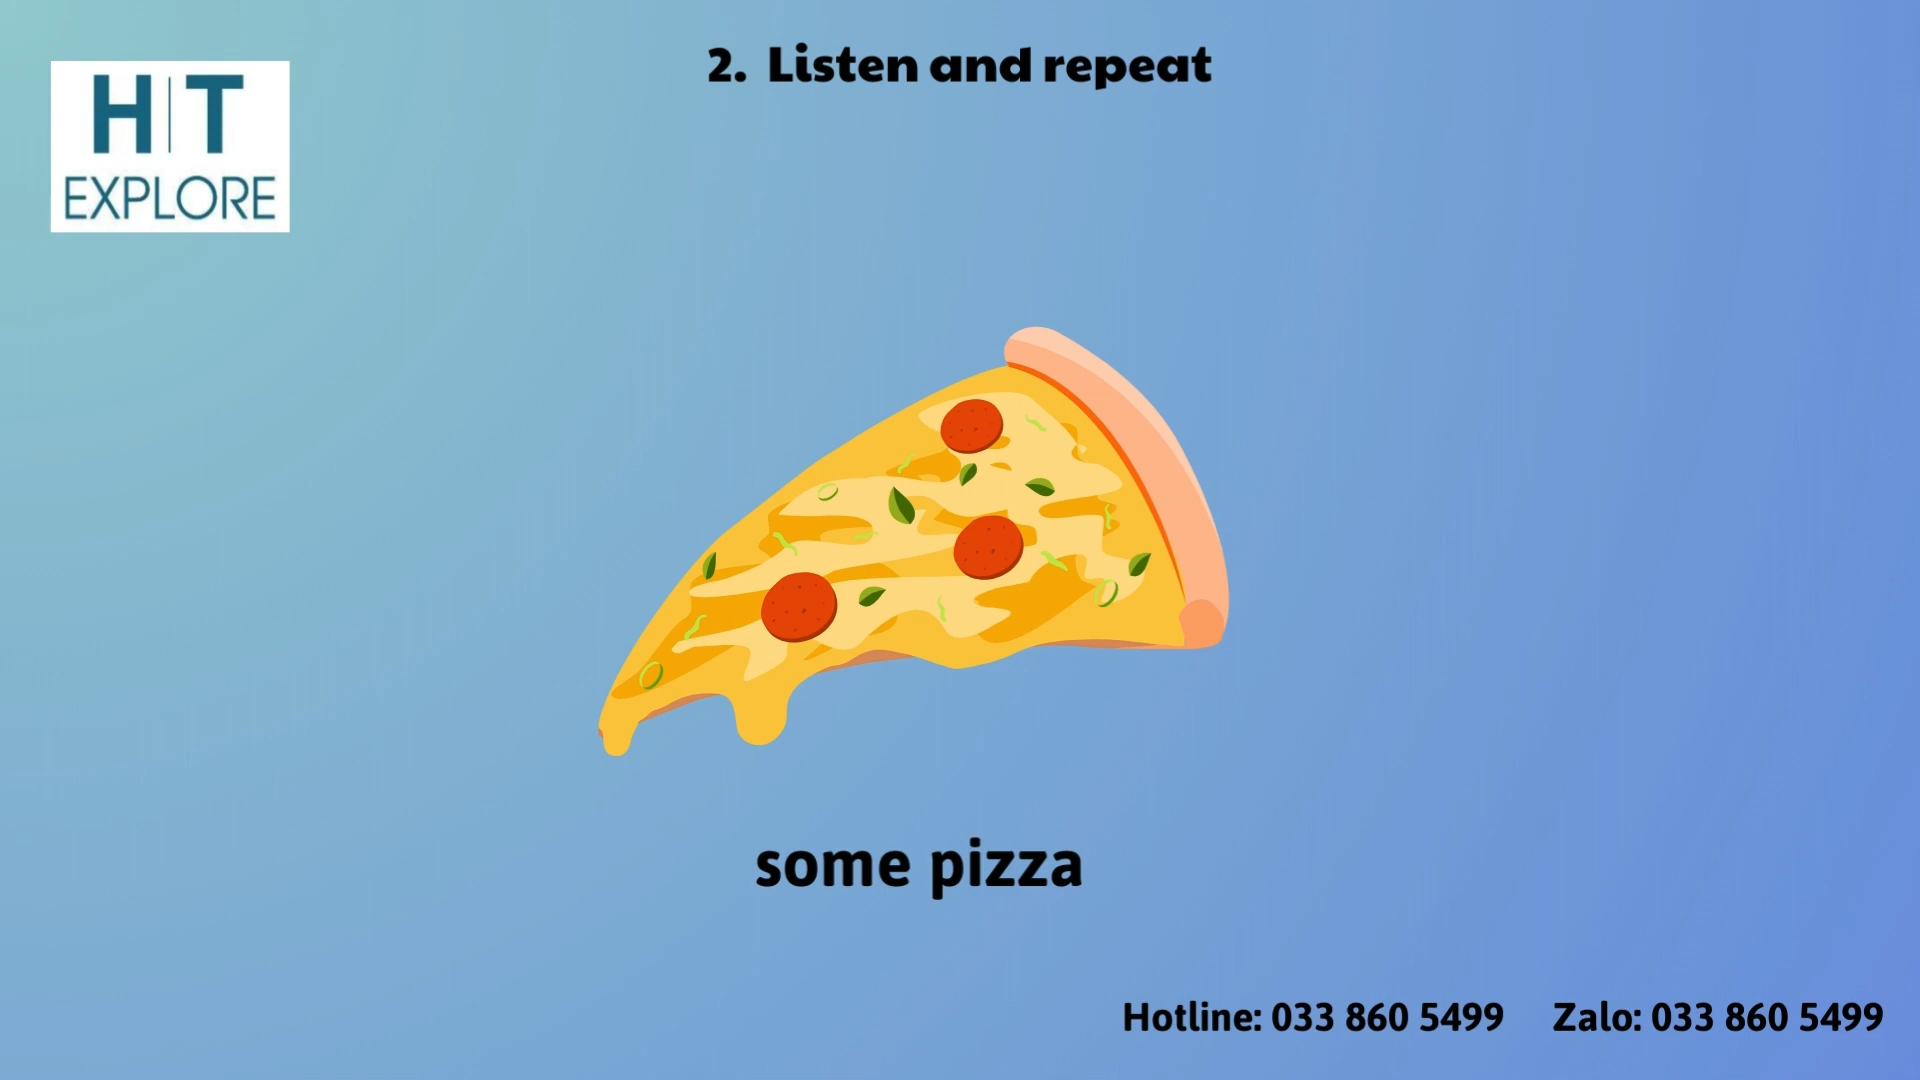 2. Listen and repeat
H|T
EXPLORE
some pizza
Hotline: 033 860 5499 Zalo: 033 860 5499